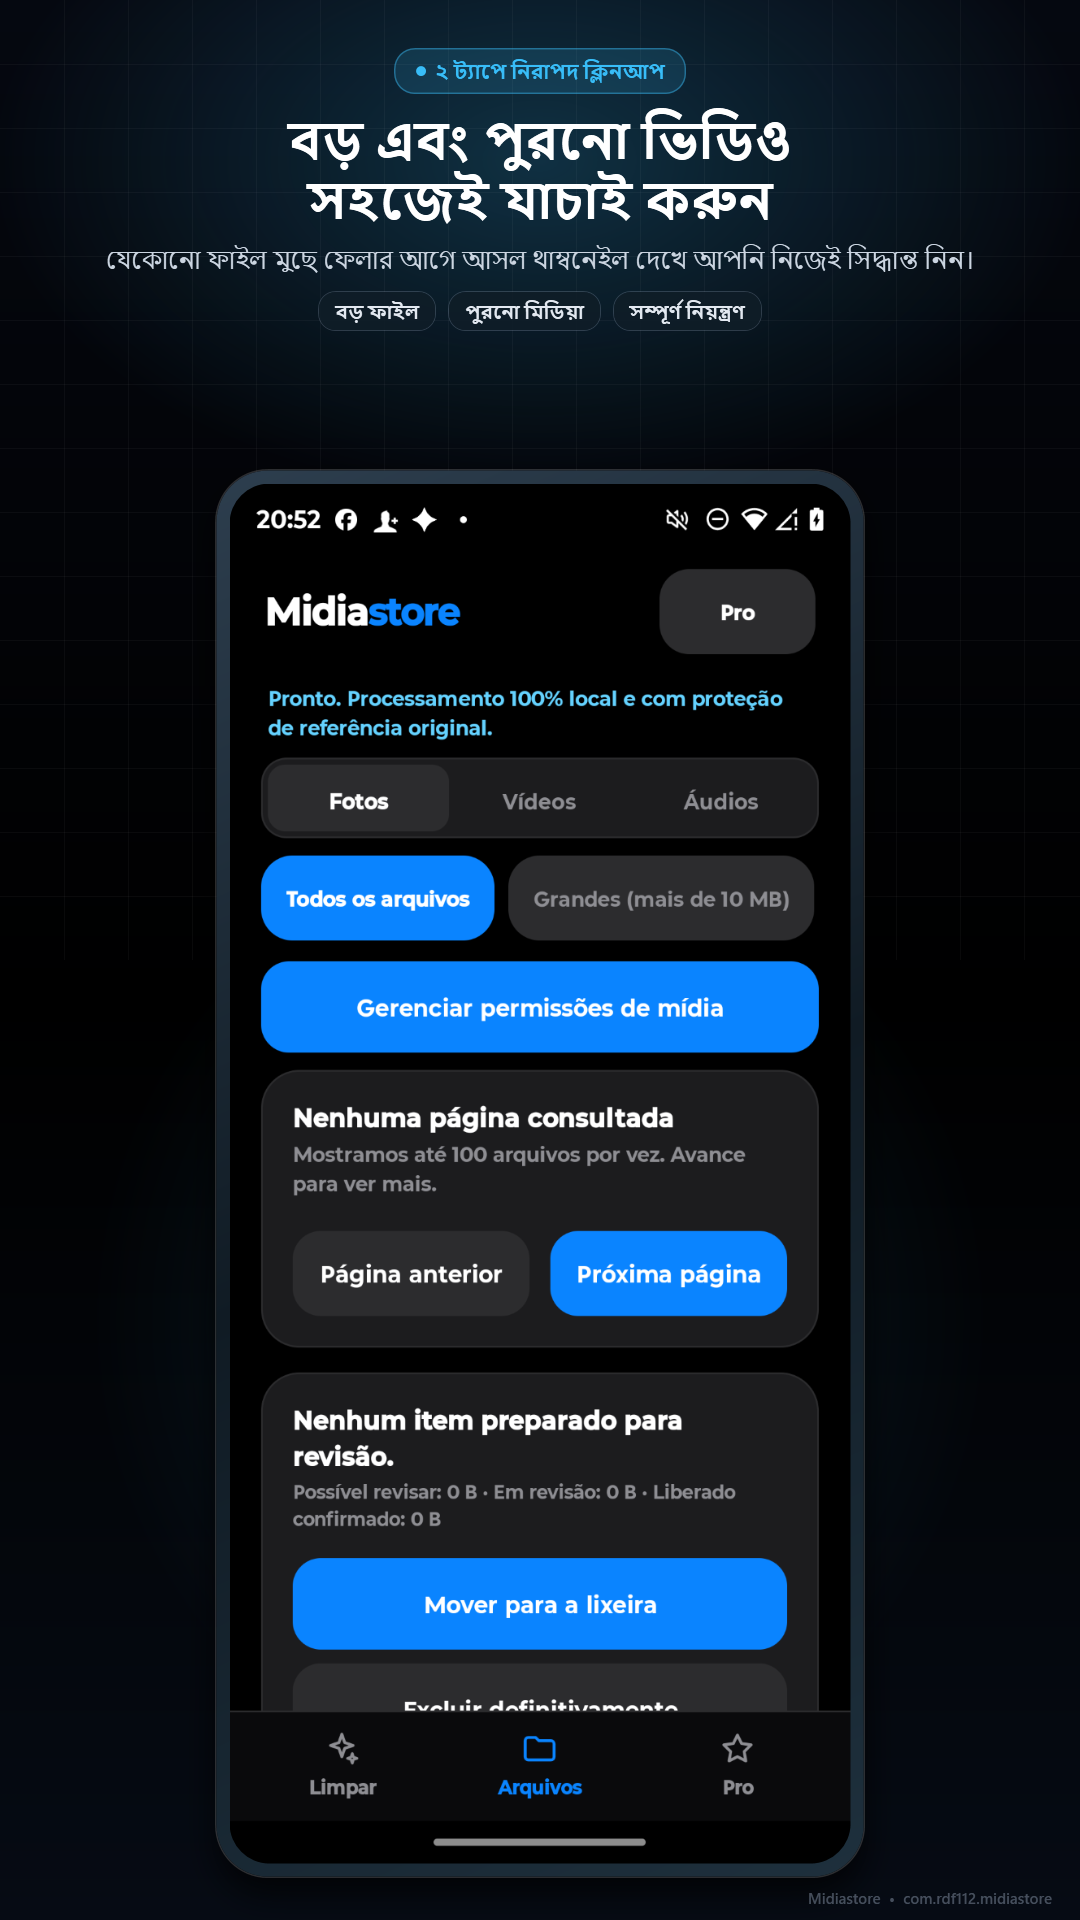 ২ ট্যাপে নিরাপদ ক্লিনআপ
বড় এবং পুরনো ভিডিও
সহজেই যাচাই করুন
যেকোনো ফাইল মুছে ফেলার আগে আসল থাম্বনেইল দেখে আপনি নিজেই সিদ্ধান্ত নিন।
বড় ফাইল
পুরনো মিডিয়া
সম্পূর্ণ নিয়ন্ত্রণ
20:52
Midiastore
Pro
Pronto. Processamento 100% local e com proteção
de referência original.
Fotos
Vídeos
Áudios
Todos os arquivos
Grandes (mais de 10 MB)
Gerenciar permissões de mídia
Nenhuma página consultada
Mostramos até 100 arquivos por vez. Avance
para ver mais.
Página anterior
Próxima página
Nenhum item preparado para
revisão.
Possível revisar: 0 B · Em revisão: 0 B · Liberado
confirmado: 0 B
Mover para a lixeira
Excluir definitivamente
Limpar
Arquivos
Pro
Midiastore • com.rdf112.midiastore